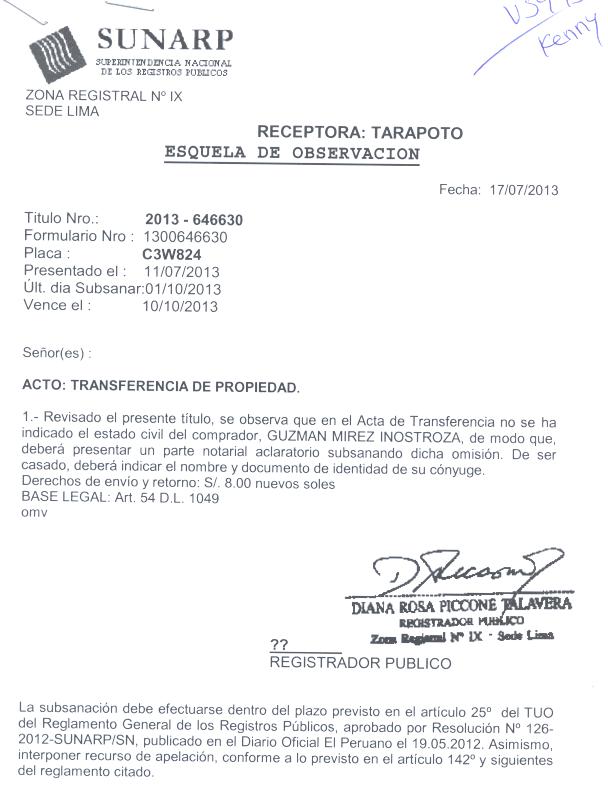 V3475
Kenny
SUNARP
SUPERINTENDENCIA NACIONAL
DE LOS REGISTROS PUBLICOS
ZONA REGISTRAL Nº IX
SEDE LIMA
RECEPTORA: TARAPOTO
ESQUELA DE OBSERVACION
Fecha: 17/07/2013
Titulo Nro.: 2013 - 646630
Formulario Nro : 1300646630
Placa : C3W824
Presentado el : 11/07/2013
Últ. dia Subsanar:01/10/2013
Vence el : 10/10/2013
Señor(es) :
ACTO: TRANSFERENCIA DE PROPIEDAD.
1.- Revisado el presente título, se observa que en el Acta de Transferencia no se ha
indicado el estado civil del comprador, GUZMAN MIREZ INOSTROZA, de modo que,
deberá presentar un parte notarial aclaratorio subsanando dicha omisión. De ser
casado, deberá indicar el nombre y documento de identidad de su cónyuge.
Derechos de envío y retorno: S/. 8.00 nuevos soles
BASE LEGAL: Art. 54 D.L. 1049
omv
DIANA ROSA PICCONE TALAVERA
REGISTRADOR PUBLICO
Zona Regional Nº IX - Sede Lima
??
REGISTRADOR PUBLICO
La subsanación debe efectuarse dentro del plazo previsto en el artículo 25º del TUO
del Reglamento General de los Registros Públicos, aprobado por Resolución Nº 126-
2012-SUNARP/SN, publicado en el Diario Oficial El Peruano el 19.05.2012. Asimismo,
interponer recurso de apelación, conforme a lo previsto en el artículo 142º y siguientes
del reglamento citado.